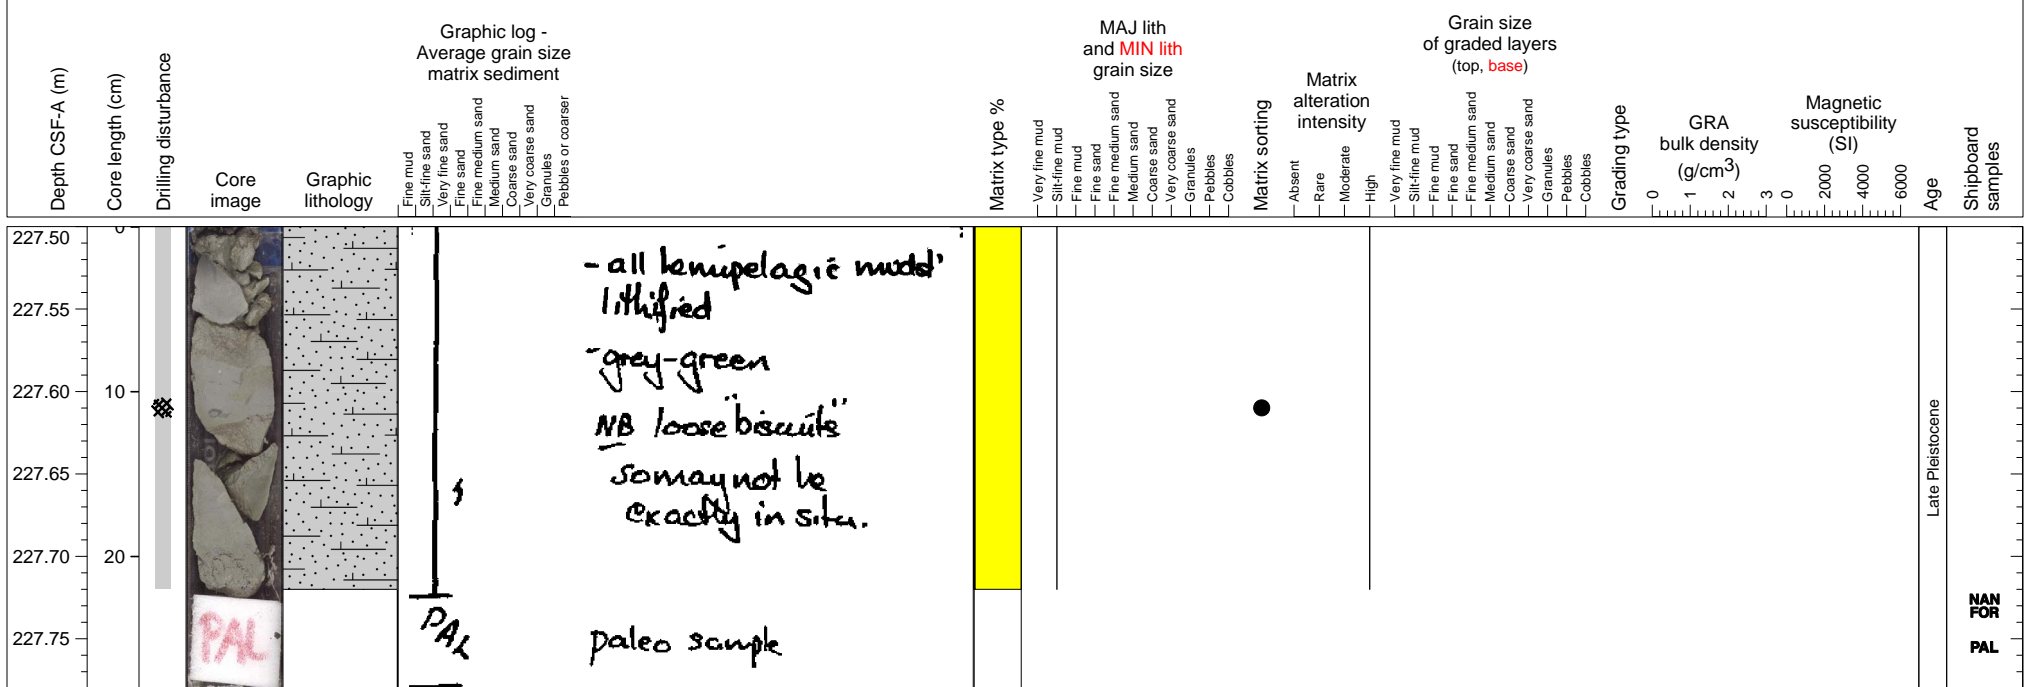 Depth CSF-A (m)
Core length (cm)
Drilling disturbance
Core
image
Graphic
lithology
Graphic log -
Average grain size
matrix sediment
Fine mud
Silt-fine sand
Very fine sand
Fine sand
Fine medium sand
Medium sand
Coarse sand
Very coarse sand
Granules
Pebbles or coarser
Matrix type %
MAJ lith
and MIN lith
grain size
Very fine mud
Silt-fine mud
Fine mud
Fine sand
Fine medium sand
Medium sand
Coarse sand
Very coarse sand
Granules
Pebbles
Cobbles
Matrix sorting
Matrix
alteration
intensity
Absent
Rare
Moderate
High
Grain size
of graded layers
(top, base)
Very fine mud
Silt-fine mud
Fine mud
Fine sand
Fine medium sand
Medium sand
Coarse sand
Very coarse sand
Granules
Pebbles
Cobbles
Grading type
GRA
bulk density
(g/cm3)
0 1 2 3
Magnetic
susceptibility
(SI)
0 2000 4000 6000
Age
Shipboard
samples
227.50
227.55
227.60
227.65
227.70
227.75
0
10
20
- all hemipelagic mudd'
lithified
- grey-green
NB loose "biscuits"
so may not be
exactly in situ.
PAL
PAL
paleo sample
Late Pleistocene
NAN
FOR
PAL